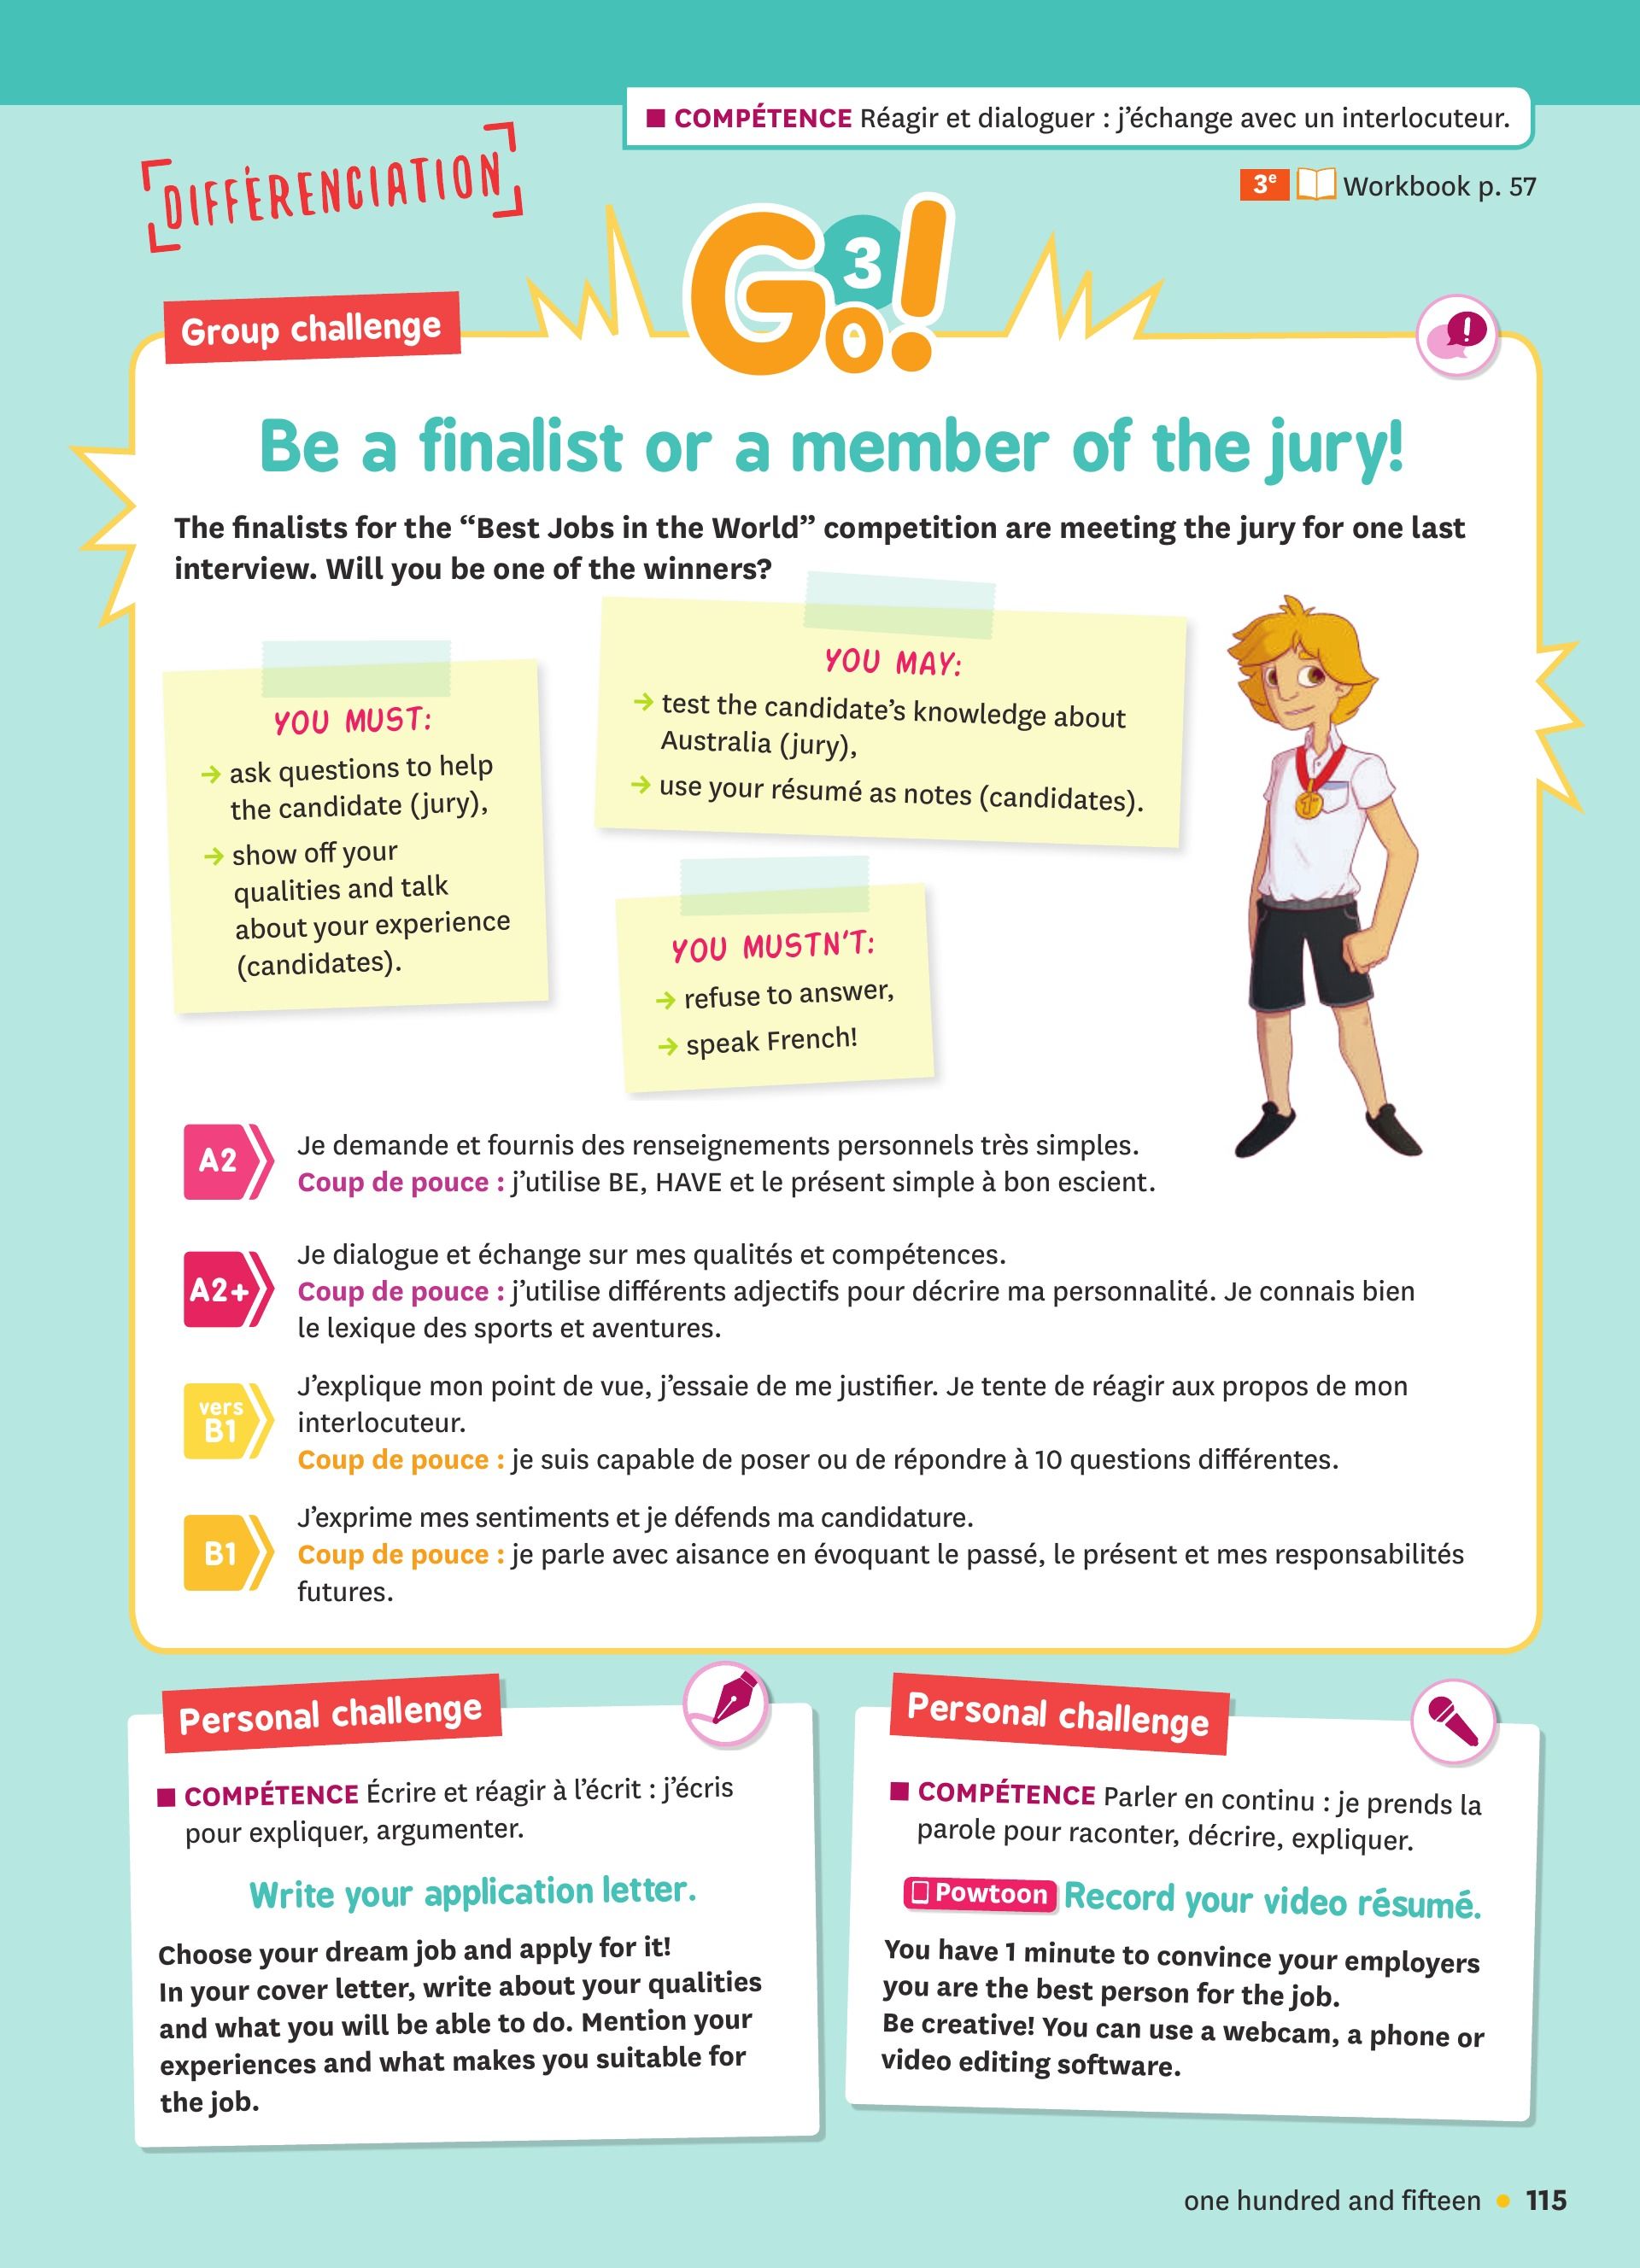 ■ COMPÉTENCE Réagir et dialoguer : j'échange avec un interlocuteur.
DIFFÉRENCIATION
3e Workbook p. 57
Go! 3
Group challenge
!
Be a finalist or a member of the jury!
The finalists for the “Best Jobs in the World” competition are meeting the jury for one last
interview. Will you be one of the winners?
YOU MUST:
→ ask questions to help
the candidate (jury),
→ show off your
qualities and talk
about your experience
(candidates).
YOU MAY:
→ test the candidate's knowledge about
Australia (jury),
→ use your résumé as notes (candidates).
YOU MUSTN'T:
→ refuse to answer,
→ speak French!
A2
Je demande et fournis des renseignements personnels très simples.
Coup de pouce : j'utilise BE, HAVE et le présent simple à bon escient.
A2+
Je dialogue et échange sur mes qualités et compétences.
Coup de pouce : j'utilise différents adjectifs pour décrire ma personnalité. Je connais bien
le lexique des sports et aventures.
vers
B1
J'explique mon point de vue, j'essaie de me justifier. Je tente de réagir aux propos de mon
interlocuteur.
Coup de pouce : je suis capable de poser ou de répondre à 10 questions différentes.
B1
J'exprime mes sentiments et je défends ma candidature.
Coup de pouce : je parle avec aisance en évoquant le passé, le présent et mes responsabilités
futures.
Personal challenge
■ COMPÉTENCE Écrire et réagir à l'écrit : j'écris
pour expliquer, argumenter.
Write your application letter.
Choose your dream job and apply for it!
In your cover letter, write about your qualities
and what you will be able to do. Mention your
experiences and what makes you suitable for
the job.
Personal challenge
■ COMPÉTENCE Parler en continu : je prends la
parole pour raconter, décrire, expliquer.
Powtoon Record your video résumé.
You have 1 minute to convince your employers
you are the best person for the job.
Be creative! You can use a webcam, a phone or
video editing software.
one hundred and fifteen • 115